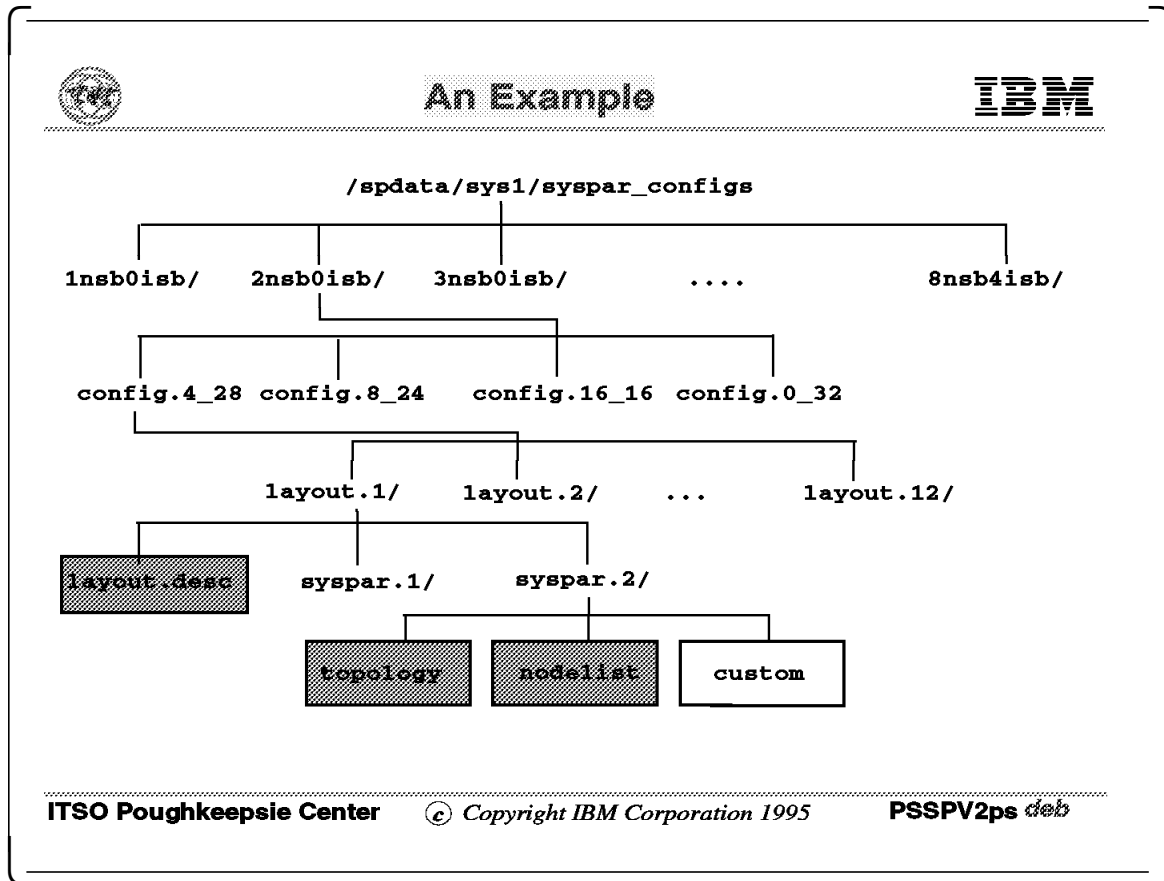 An Example
IBM
/spdata/sys1/syspar_configs
1nsb0isb/ 2nsb0isb/ 3nsb0isb/ .... 8nsb4isb/
config.4_28 config.8_24 config.16_16 config.0_32
layout.1/ layout.2/ ... layout.12/
layout.desc syspar.1/ syspar.2/
topology nodelist custom
ITSO Poughkeepsie Center © Copyright IBM Corporation 1995 PSSPV2ps deb